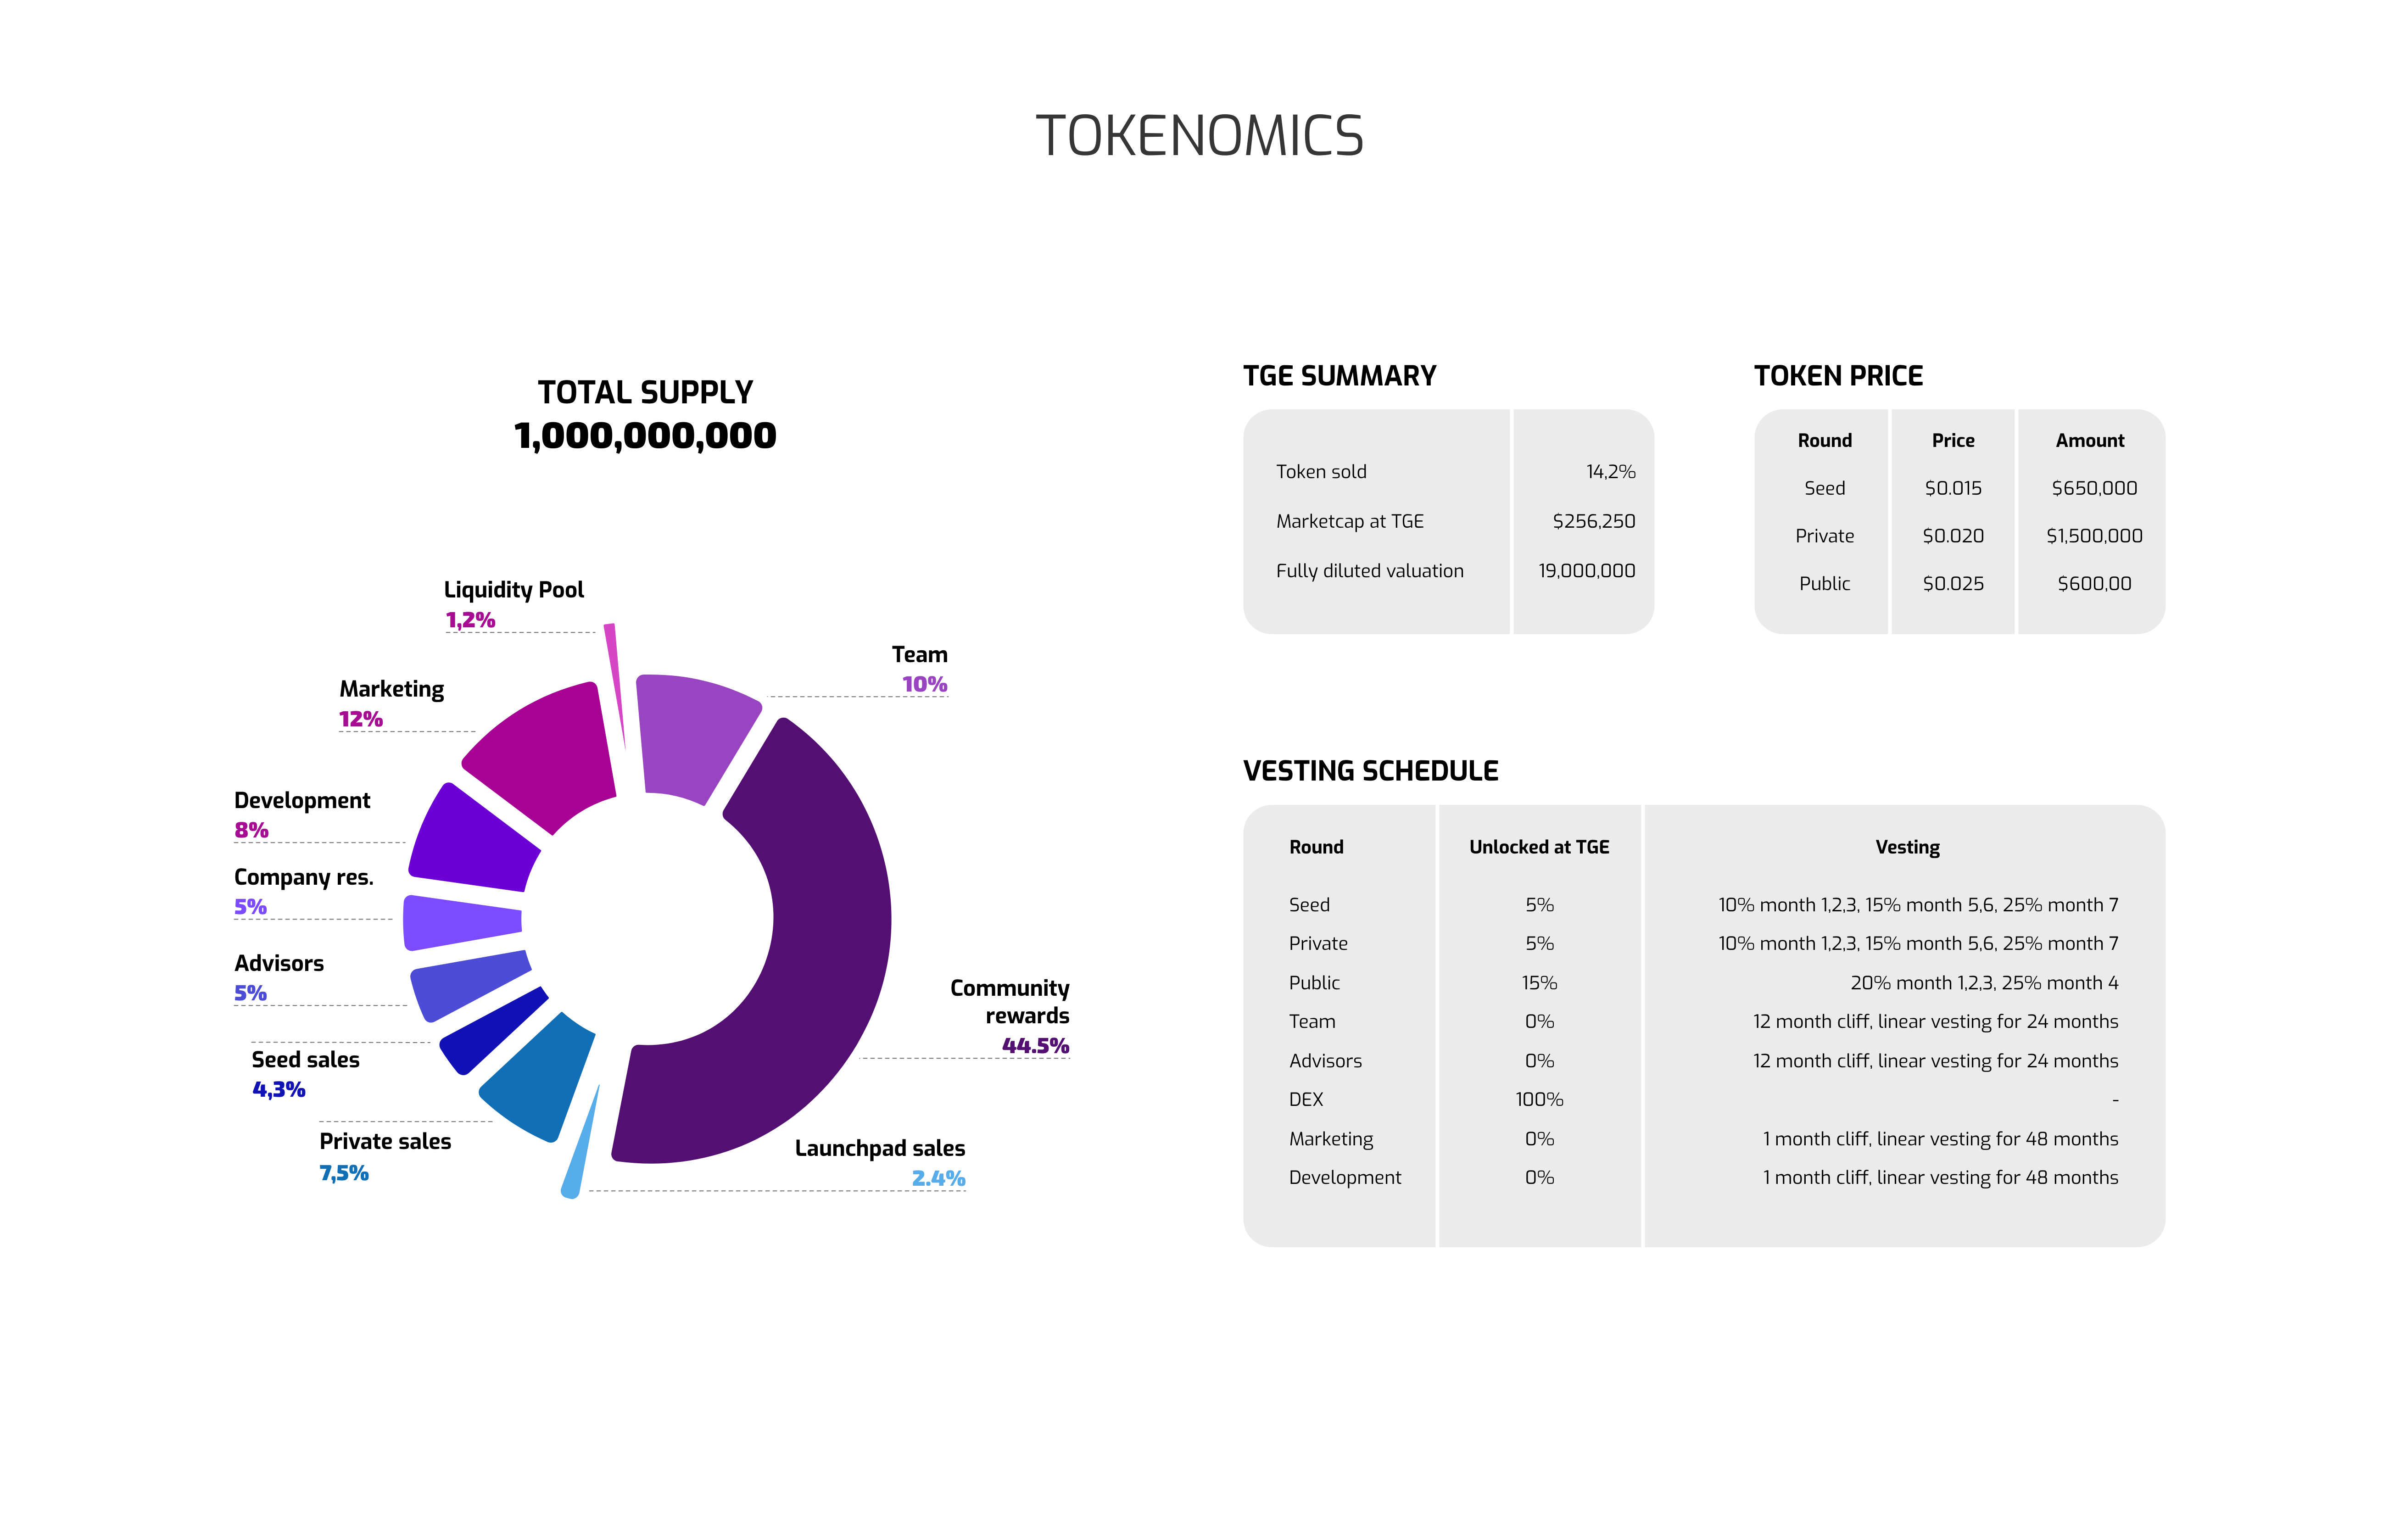 TOKENOMICS
TOTAL SUPPLY
1,000,000,000
Liquidity Pool
1,2%
Team
10%
Marketing
12%
Development
8%
Company res.
5%
Advisors
5%
Seed sales
4,3%
Private sales
7,5%
Community
rewards
44.5%
Launchpad sales
2.4%
TGE SUMMARY
Token sold 14,2%
Marketcap at TGE $256,250
Fully diluted valuation 19,000,000
TOKEN PRICE
Round Price Amount
Seed $0.015 $650,000
Private $0.020 $1,500,000
Public $0.025 $600,00
VESTING SCHEDULE
Round Unlocked at TGE Vesting
Seed 5% 10% month 1,2,3, 15% month 5,6, 25% month 7
Private 5% 10% month 1,2,3, 15% month 5,6, 25% month 7
Public 15% 20% month 1,2,3, 25% month 4
Team 0% 12 month cliff, linear vesting for 24 months
Advisors 0% 12 month cliff, linear vesting for 24 months
DEX 100% -
Marketing 0% 1 month cliff, linear vesting for 48 months
Development 0% 1 month cliff, linear vesting for 48 months